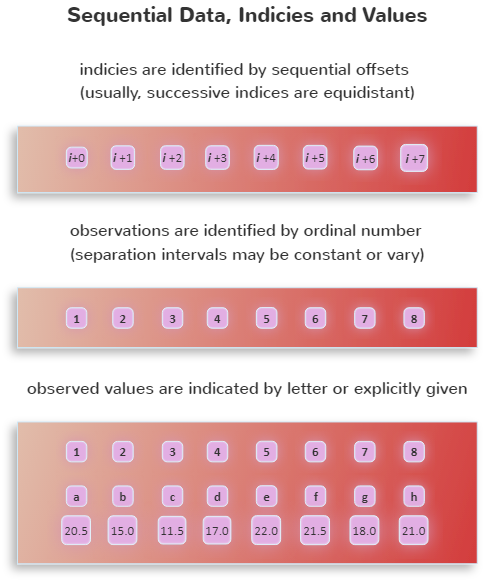 Sequential Data, Indicies and Values
indicies are identified by sequential offsets
(usually, successive indices are equidistant)
i+0 i+1 i+2 i+3 i+4 i+5 i+6 i+7
observations are identified by ordinal number
(separation intervals may be constant or vary)
1 2 3 4 5 6 7 8
observed values are indicated by letter or explicitly given
1 2 3 4 5 6 7 8
a b c d e f g h
20.5 15.0 11.5 17.0 22.0 21.5 18.0 21.0